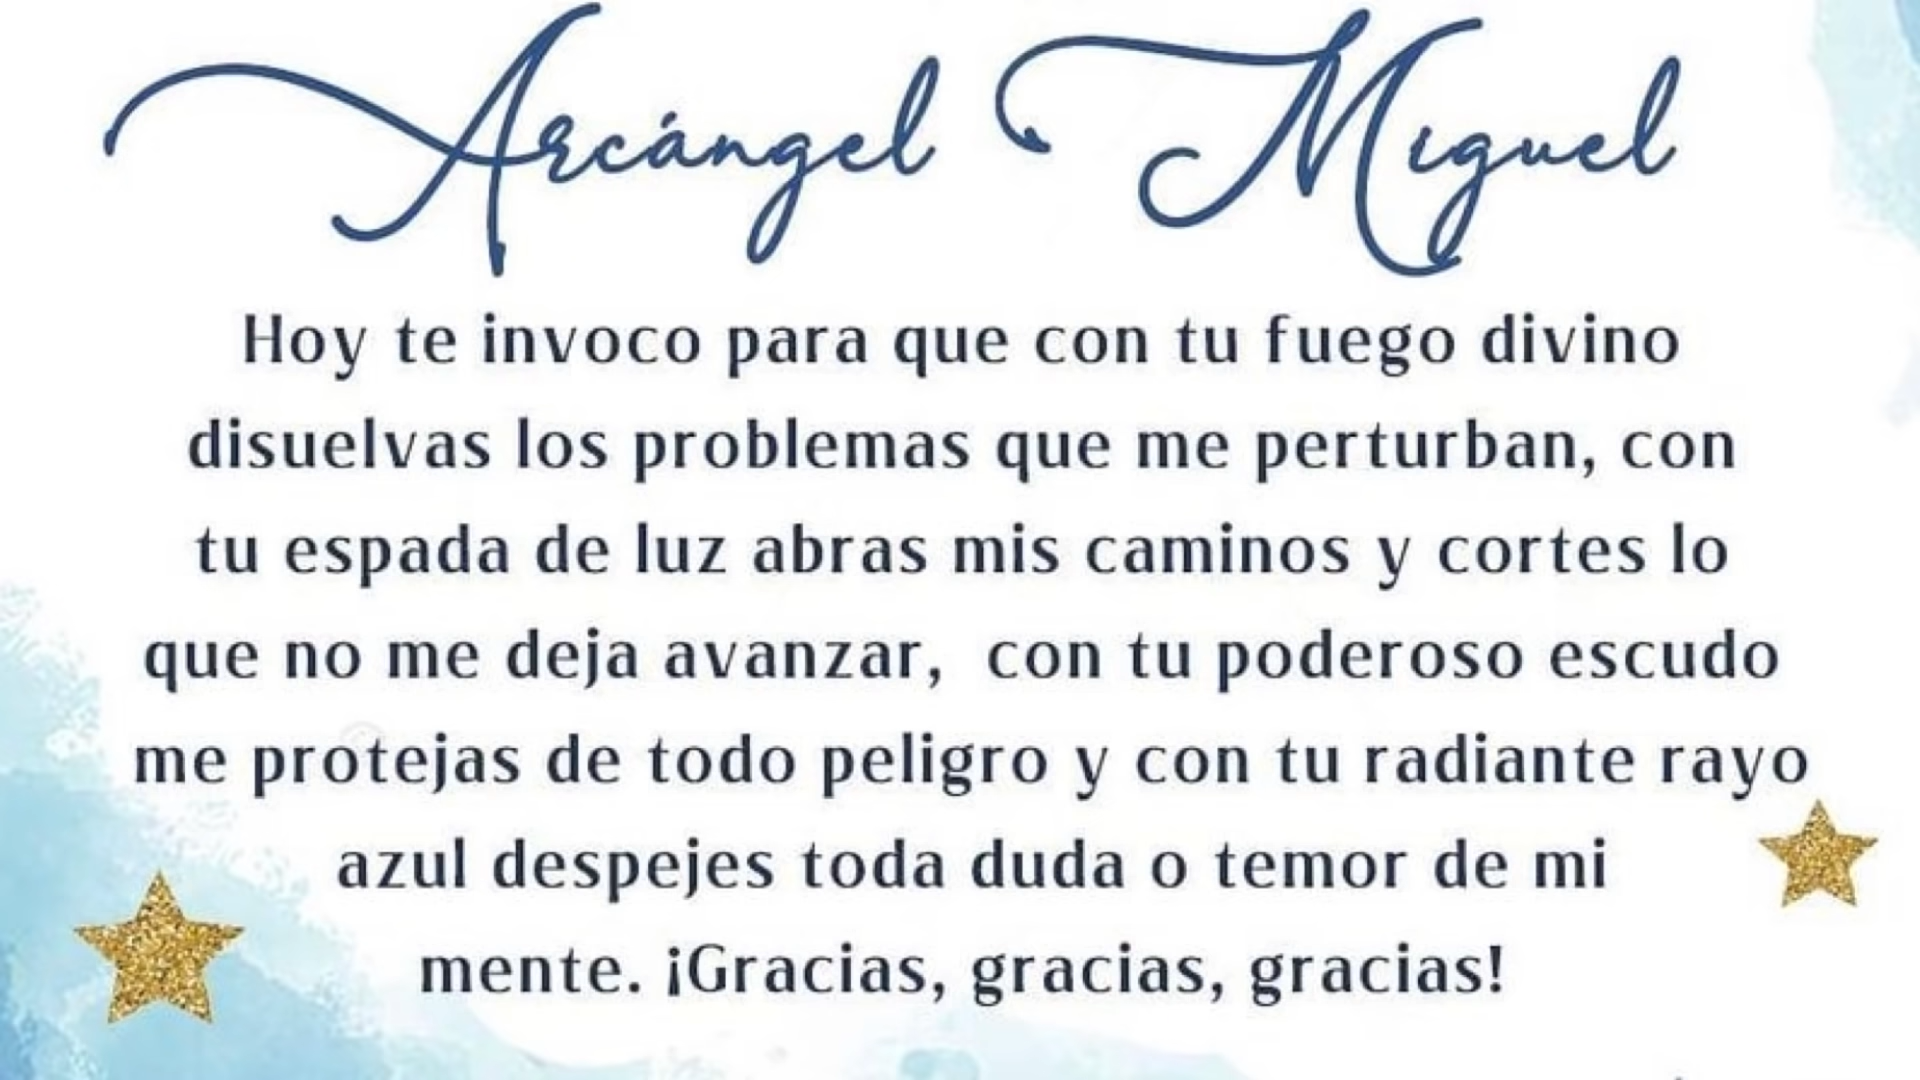 Arcángel Miguel
Hoy te invoco para que con tu fuego divino
disuelvas los problemas que me perturban, con
tu espada de luz abras mis caminos y cortes lo
que no me deja avanzar, con tu poderoso escudo
me protejas de todo peligro y con tu radiante rayo
azul despejes toda duda o temor de mi
mente. ¡Gracias, gracias, gracias!